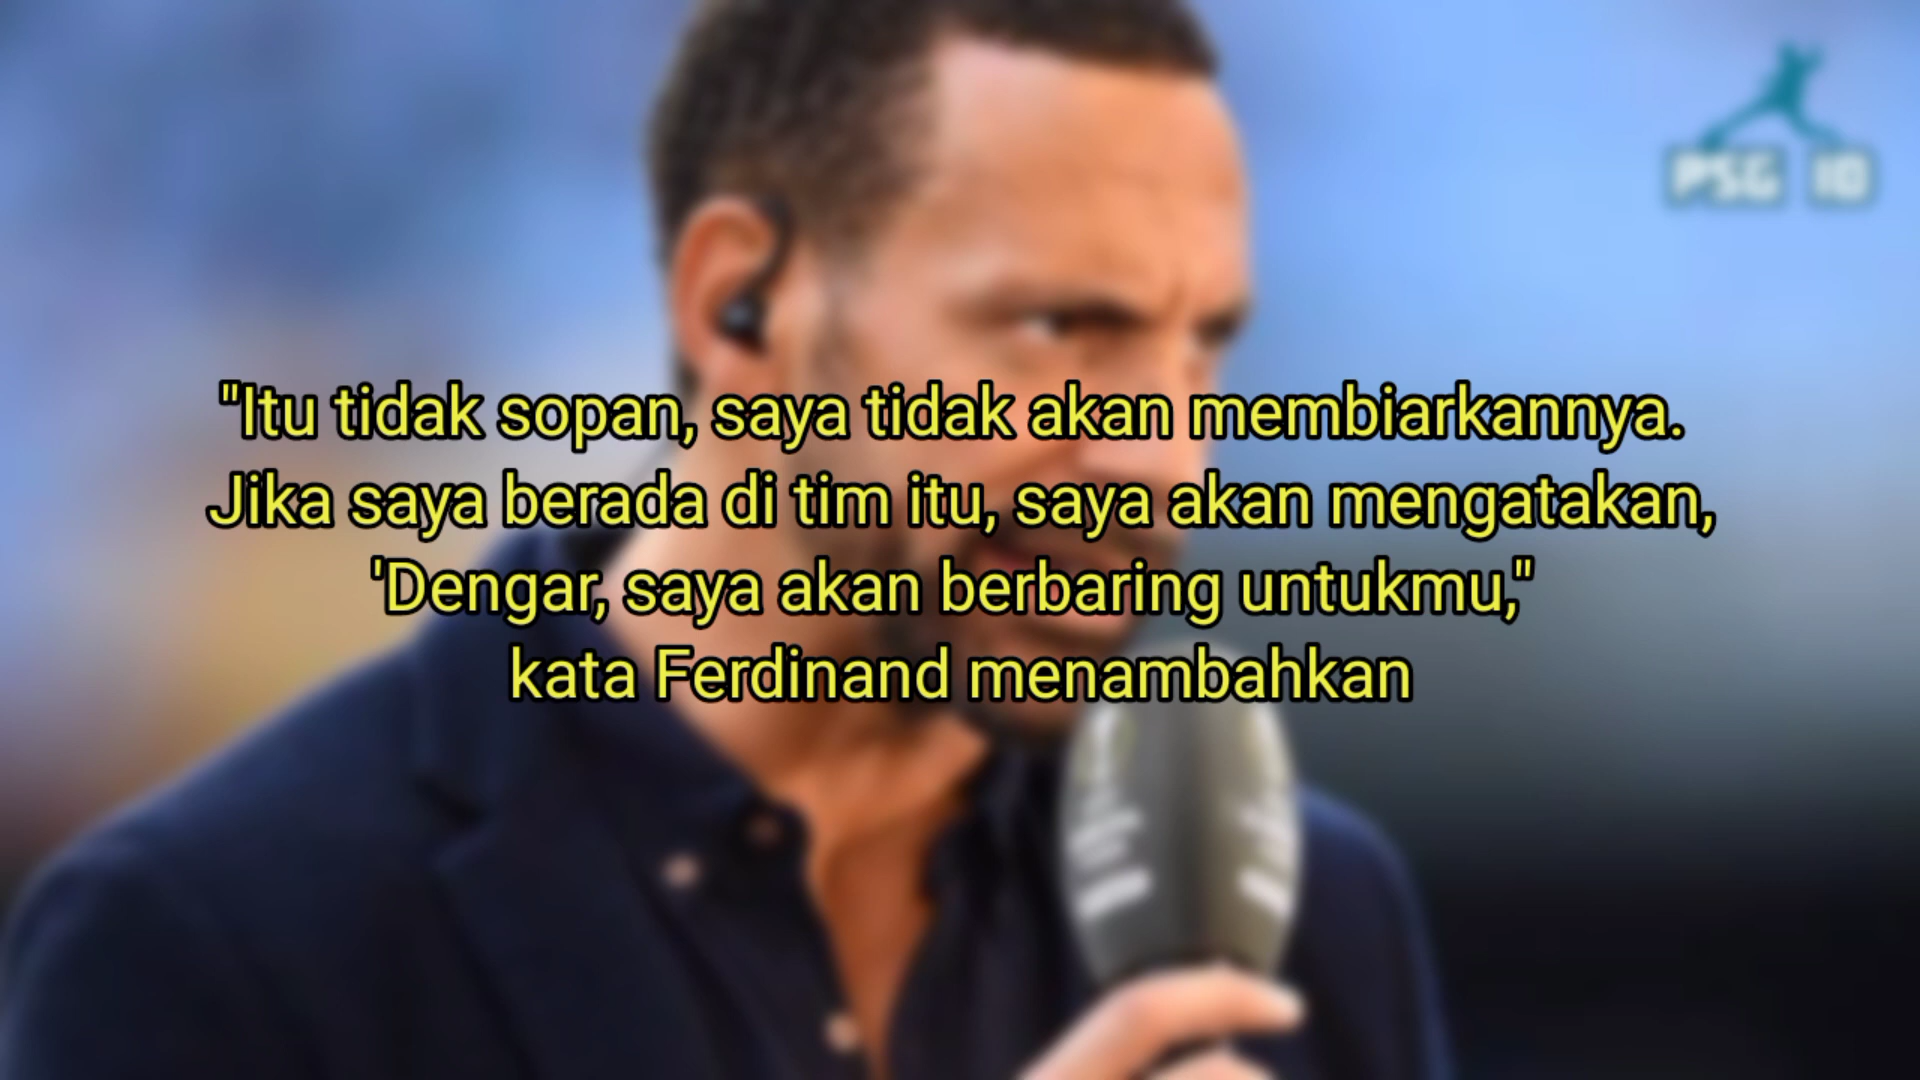 PSG ID
"Itu tidak sopan, saya tidak akan membiarkannya.
Jika saya berada di tim itu, saya akan mengatakan,
'Dengar, saya akan berbaring untukmu,"
kata Ferdinand menambahkan